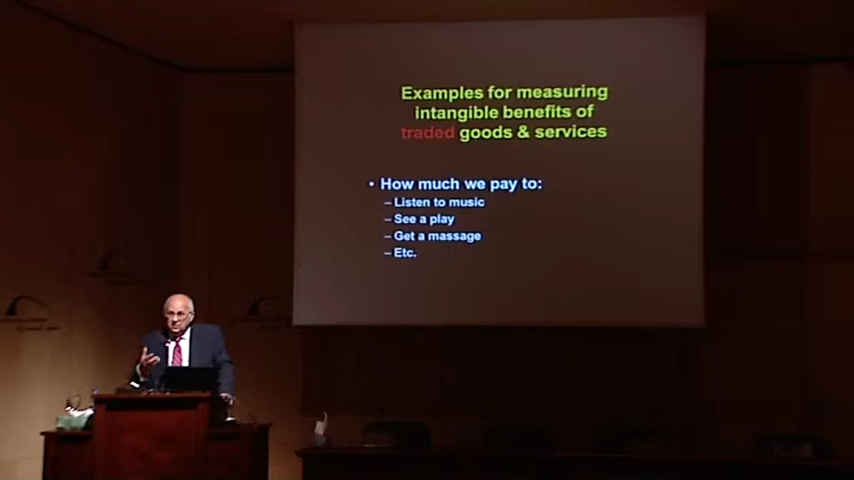 Examples for measuring
intangible benefits of
traded goods & services
• How much we pay to:
– Listen to music
– See a play
– Get a massage
– Etc.